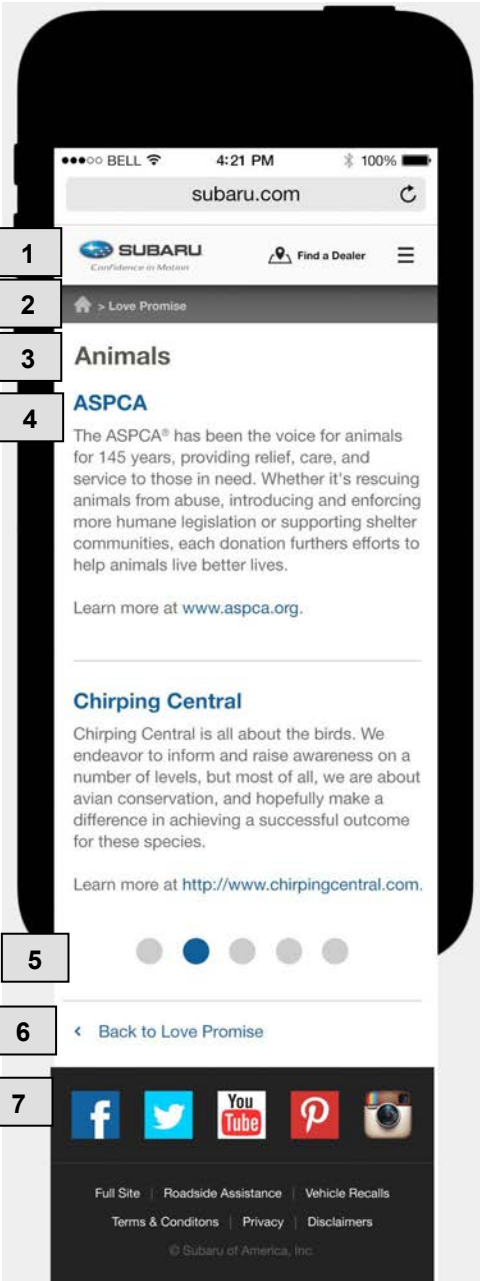 ●●●○○ BELL 4:21 PM 100%
subaru.com
1
SUBARU
Confidence in Motion
Find a Dealer
2
> Love Promise
3
Animals
4
ASPCA
The ASPCA® has been the voice for animals
for 145 years, providing relief, care, and
service to those in need. Whether it's rescuing
animals from abuse, introducing and enforcing
more humane legislation or supporting shelter
communities, each donation furthers efforts to
help animals live better lives.
Learn more at www.aspca.org.
Chirping Central
Chirping Central is all about the birds. We
endeavor to inform and raise awareness on a
number of levels, but most of all, we are about
avian conservation, and hopefully make a
difference in achieving a successful outcome
for these species.
Learn more at http://www.chirpingcentral.com.
5
6
< Back to Love Promise
7
f You Tube P
Full Site | Roadside Assistance | Vehicle Recalls
Terms & Conditons | Privacy | Disclaimers
© Subaru of America, Inc.